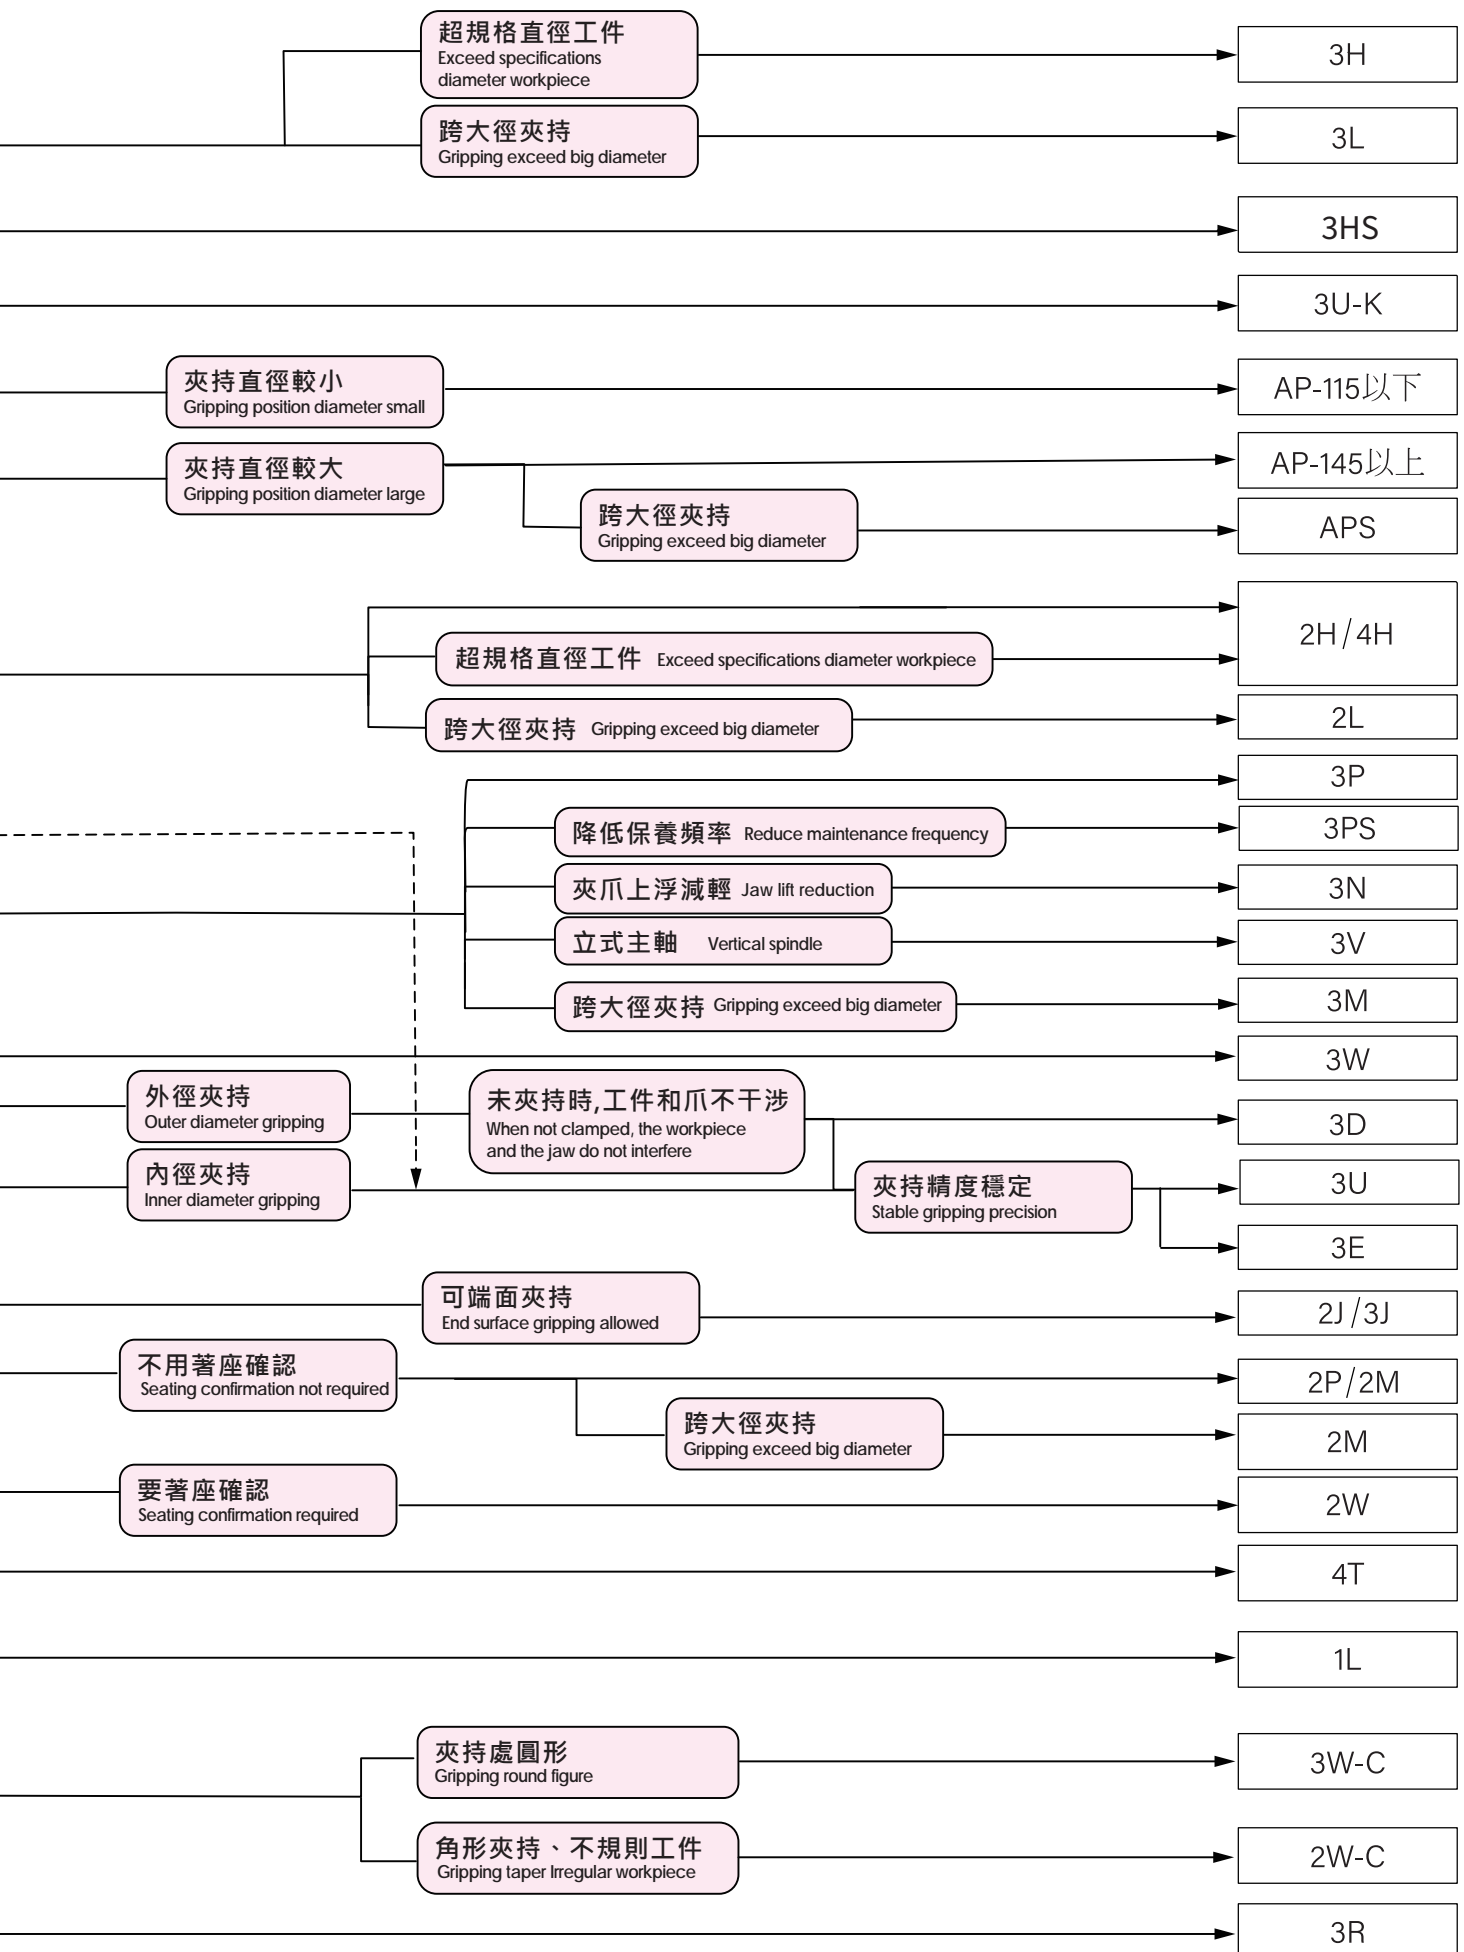 超規格直徑工件
Exceed specifications
diameter workpiece
3H
跨大徑夾持
Gripping exceed big diameter
3L
3HS
3U-K
夾持直徑較小
Gripping position diameter small
AP-115以下
夾持直徑較大
Gripping position diameter large
AP-145以上
跨大徑夾持
Gripping exceed big diameter
APS
2H/4H
超規格直徑工件 Exceed specifications diameter workpiece
跨大徑夾持 Gripping exceed big diameter
2L
3P
降低保養頻率 Reduce maintenance frequency
3PS
夾爪上浮減輕 Jaw lift reduction
3N
立式主軸 Vertical spindle
3V
跨大徑夾持 Gripping exceed big diameter
3M
3W
外徑夾持
Outer diameter gripping
未夾持時,工件和爪不干涉
When not clamped, the workpiece
and the jaw do not interfere
3D
內徑夾持
Inner diameter gripping
夾持精度穩定
Stable gripping precision
3U
3E
可端面夾持
End surface gripping allowed
2J/3J
不用著座確認
Seating confirmation not required
2P/2M
跨大徑夾持
Gripping exceed big diameter
2M
要著座確認
Seating confirmation required
2W
4T
1L
夾持處圓形
Gripping round figure
3W-C
角形夾持、不規則工件
Gripping taper Irregular workpiece
2W-C
3R